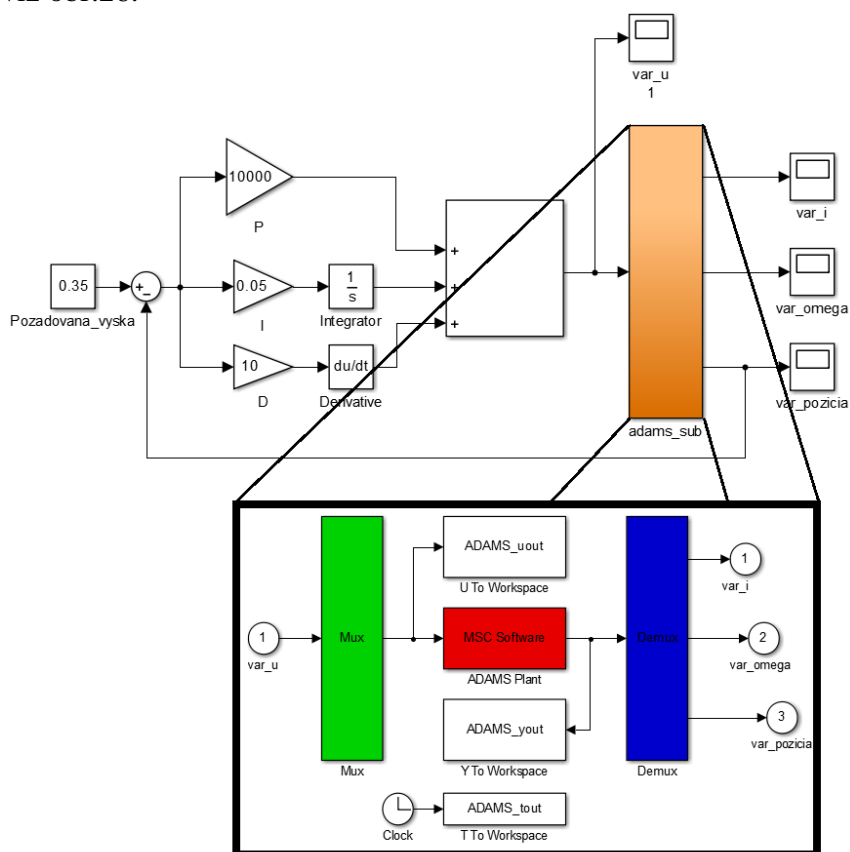 var_u
1
10000
P
var_i
0.35
+
−
0.05
1
s
+
+
+
Pozadovana_vyska
I
Integrator
var_omega
10
du/dt
D
Derivative
var_pozicia
adams_sub
ADAMS_uout
U To Workspace
1
var_i
1
Mux
MSC Software
Demux
2
var_u
ADAMS Plant
var_omega
ADAMS_yout
3
var_pozicia
Mux
Y To Workspace
Demux
ADAMS_tout
Clock
T To Workspace